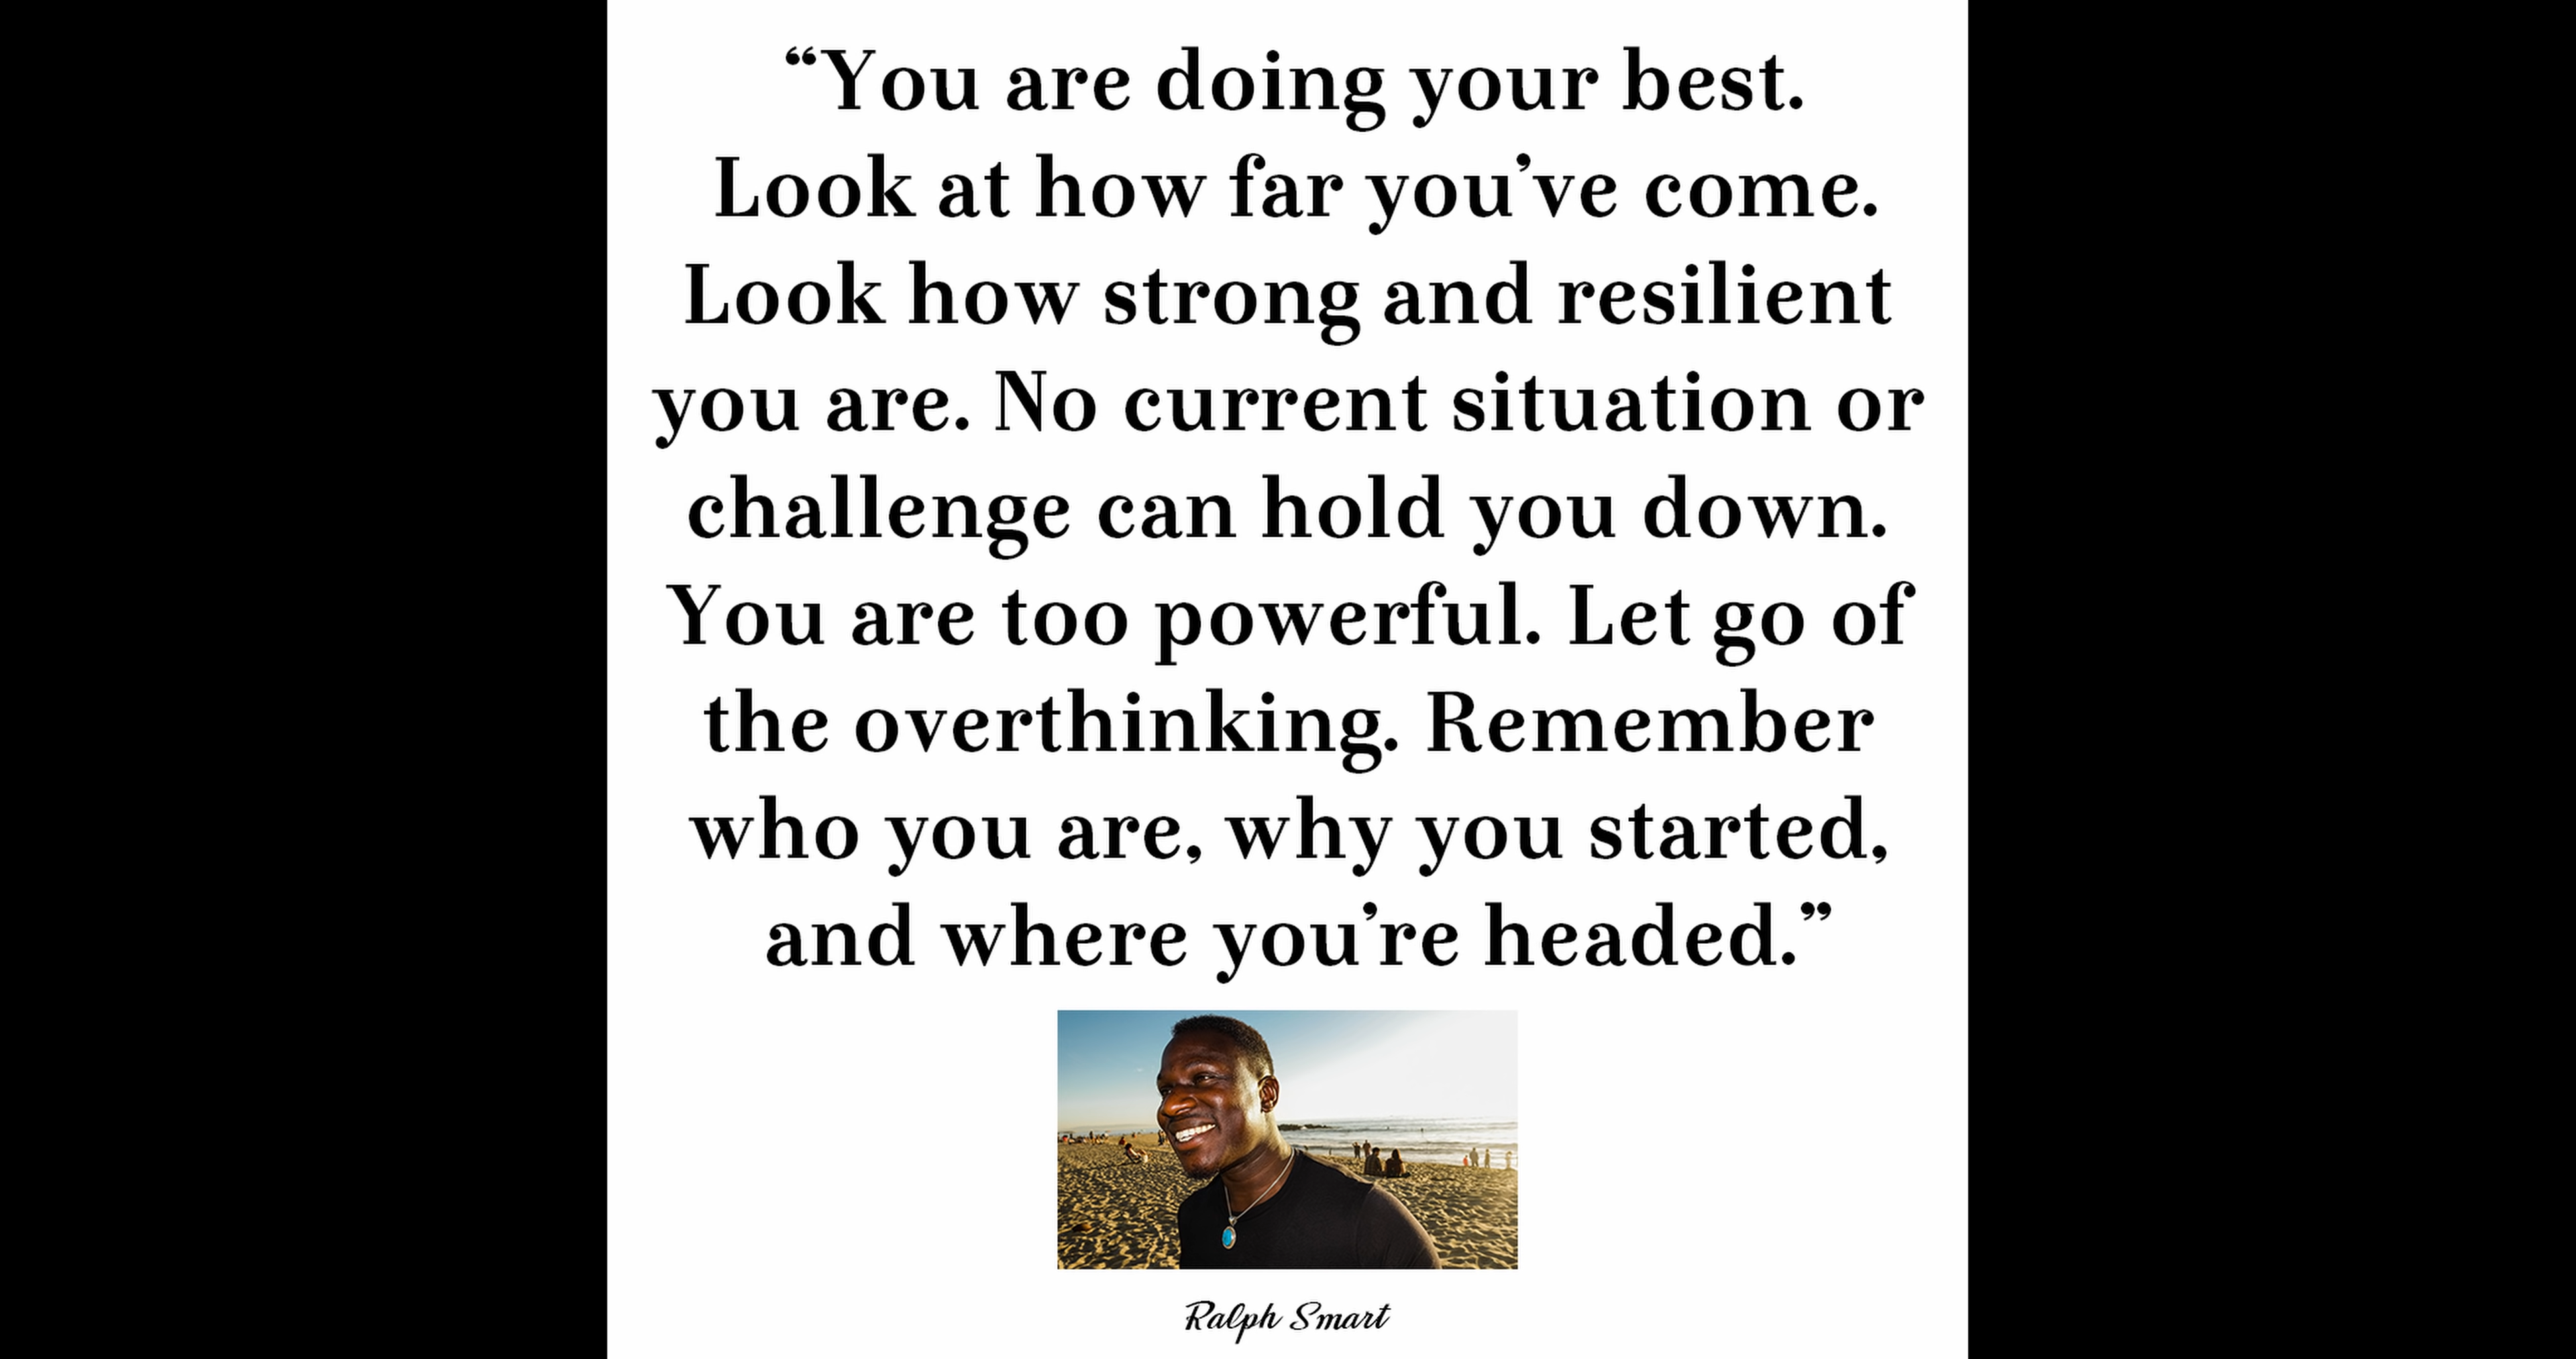 “You are doing your best.
Look at how far you’ve come.
Look how strong and resilient
you are. No current situation or
challenge can hold you down.
You are too powerful. Let go of
the overthinking. Remember
who you are, why you started,
and where you’re headed.”
Ralph Smart